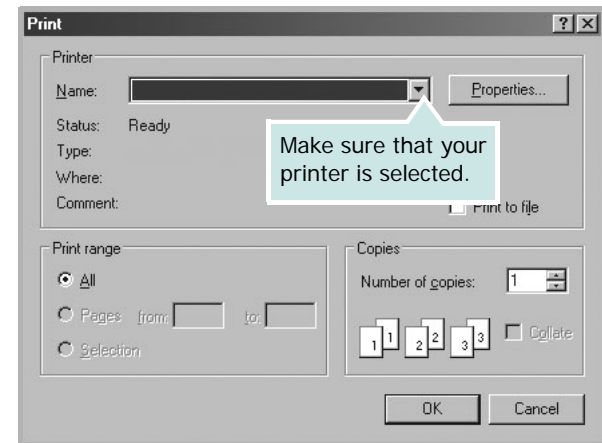 Print
Printer
Name:
Properties...
Status: Ready
Type:
Where:
Comment:
Make sure that your
printer is selected.
Print to file
Print range
All
Pages from: to:
Selection
Copies
Number of copies: 1
1 1 2 2 3 3
Collate
OK Cancel